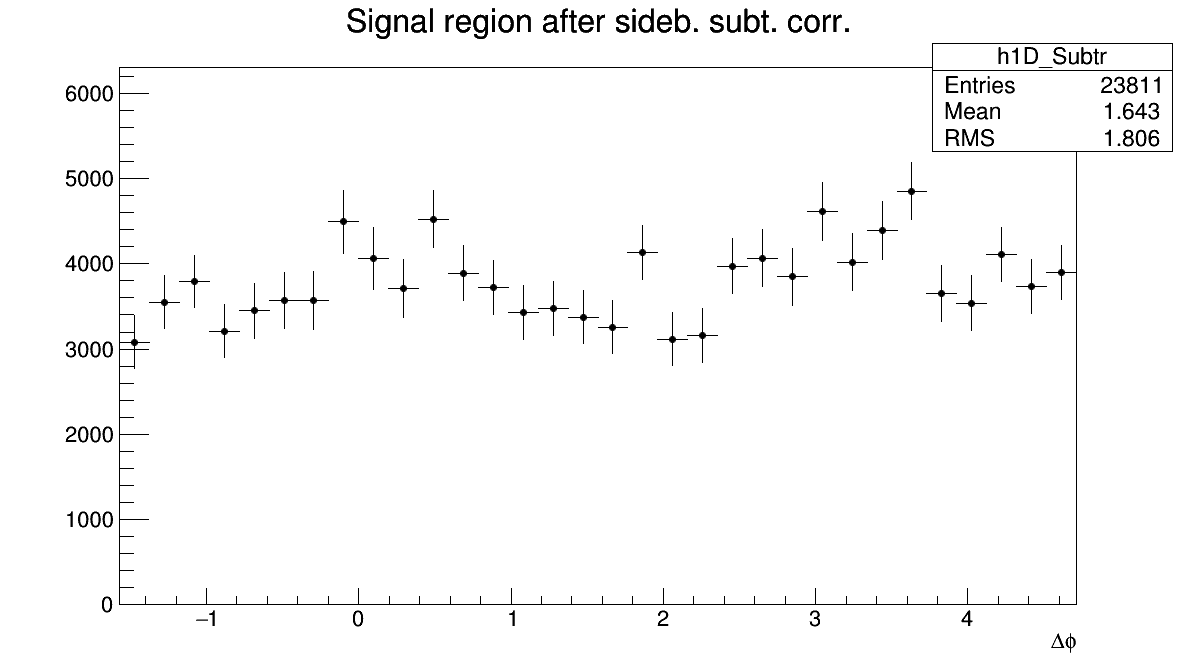 Signal region after sideb. subt. corr.
h1D_Subtr
Entries 23811
Mean 1.643
RMS 1.806
6000
5000
4000
3000
2000
1000
0
−1 0 1 2 3 4
Δϕ